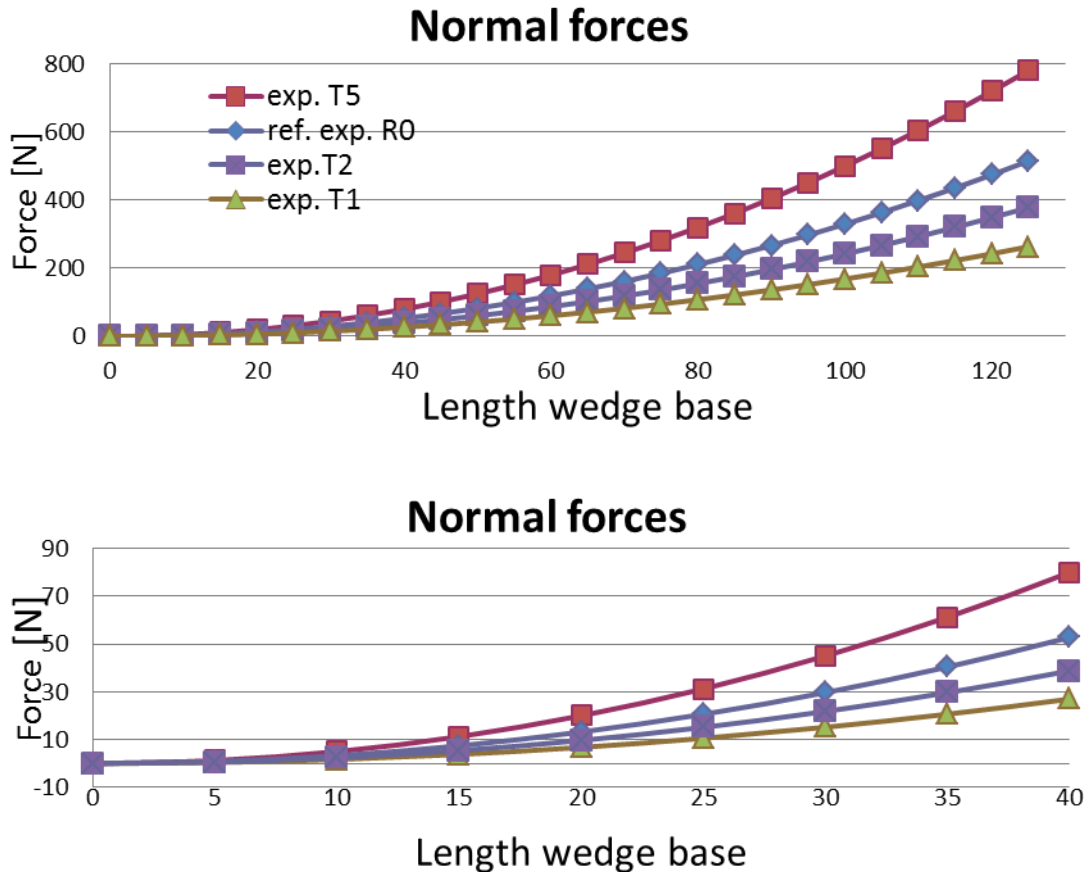 Normal forces
800
600
400
200
0
Force [N]
exp. T5
ref. exp. R0
exp.T2
exp. T1
0 20 40 60 80 100 120
Length wedge base
Normal forces
90
70
50
30
10
-10
Force [N]
0 5 10 15 20 25 30 35 40
Length wedge base